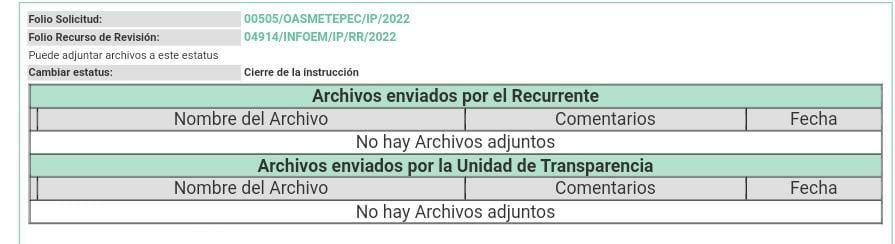 Folio Solicitud: 00505/OASMETEPEC/IP/2022
Folio Recurso de Revisión: 04914/INFOEM/IP/RR/2022
Puede adjuntar archivos a este estatus
Cambiar estatus: Cierre de la instrucción
Archivos enviados por el Recurrente
Nombre del Archivo Comentarios Fecha
No hay Archivos adjuntos
Archivos enviados por la Unidad de Transparencia
Nombre del Archivo Comentarios Fecha
No hay Archivos adjuntos